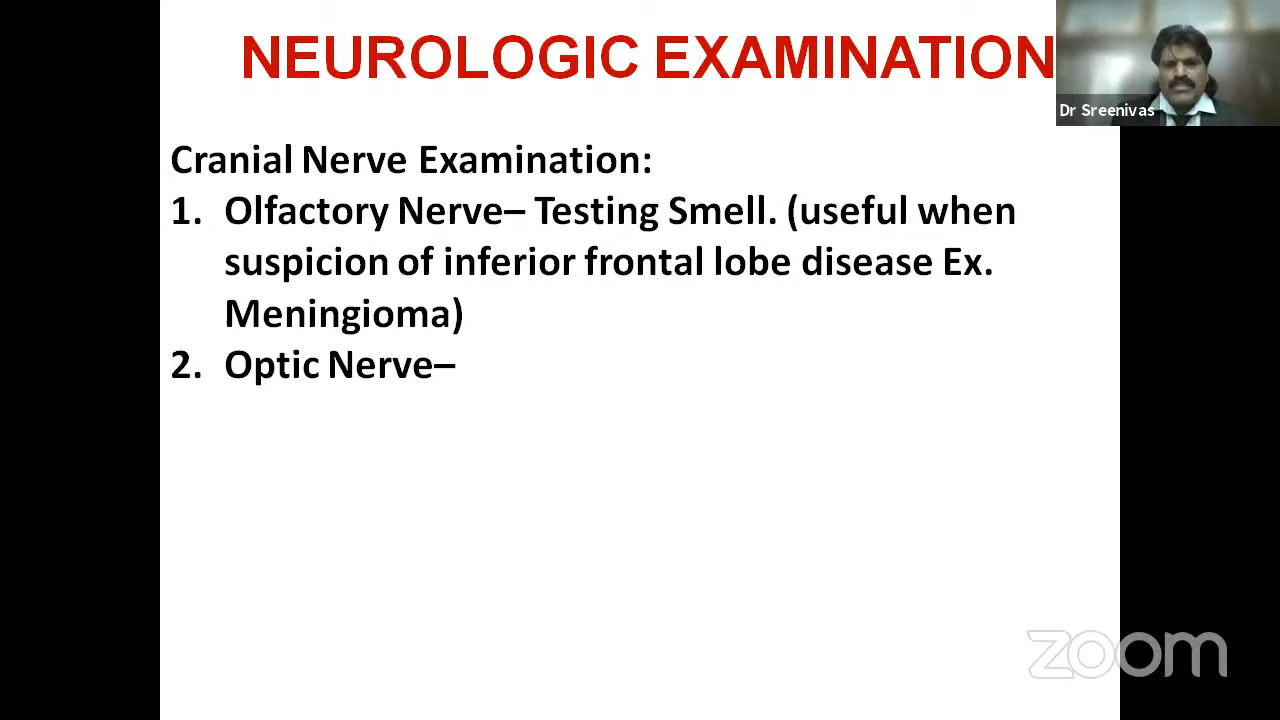 NEUROLOGIC EXAMINATION
Dr Sreenivas
Cranial Nerve Examination:
1. Olfactory Nerve– Testing Smell. (useful when
suspicion of inferior frontal lobe disease Ex.
Meningioma)
2. Optic Nerve–
zoom